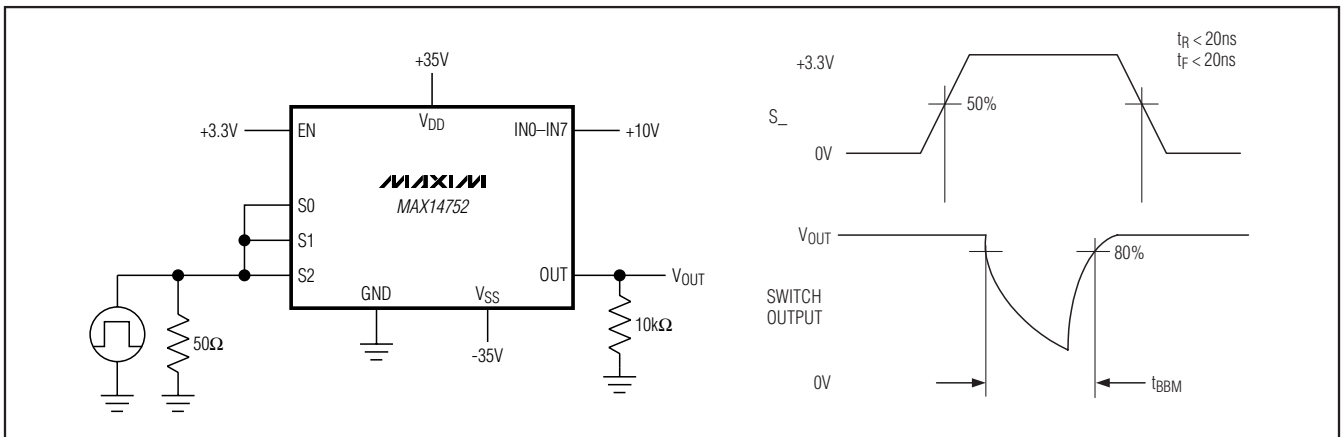 +35V
VDD
+3.3V EN
IN0–IN7 +10V
MAXIM
MAX14752
S0
S1
S2
OUT VOUT
GND
VSS
50Ω
-35V
10kΩ
tR < 20ns
tF < 20ns
+3.3V
50%
S_
0V
VOUT
80%
SWITCH
OUTPUT
0V
tBBM